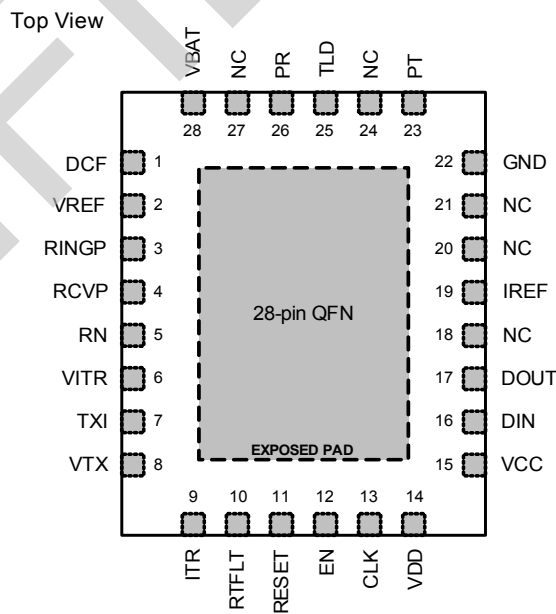 Top View
VBAT NC PR TLD NC PT
28 27 26 25 24 23
DCF 1 22 GND
VREF 2 21 NC
RINGP 3 20 NC
RCVP 4 19 IREF
28-pin QFN
RN 5 18 NC
VITR 6 17 DOUT
TXI 7 16 DIN
EXPOSED PAD
VTX 8 15 VCC
9 10 11 12 13 14
ITR RTFLT RESET EN CLK VDD